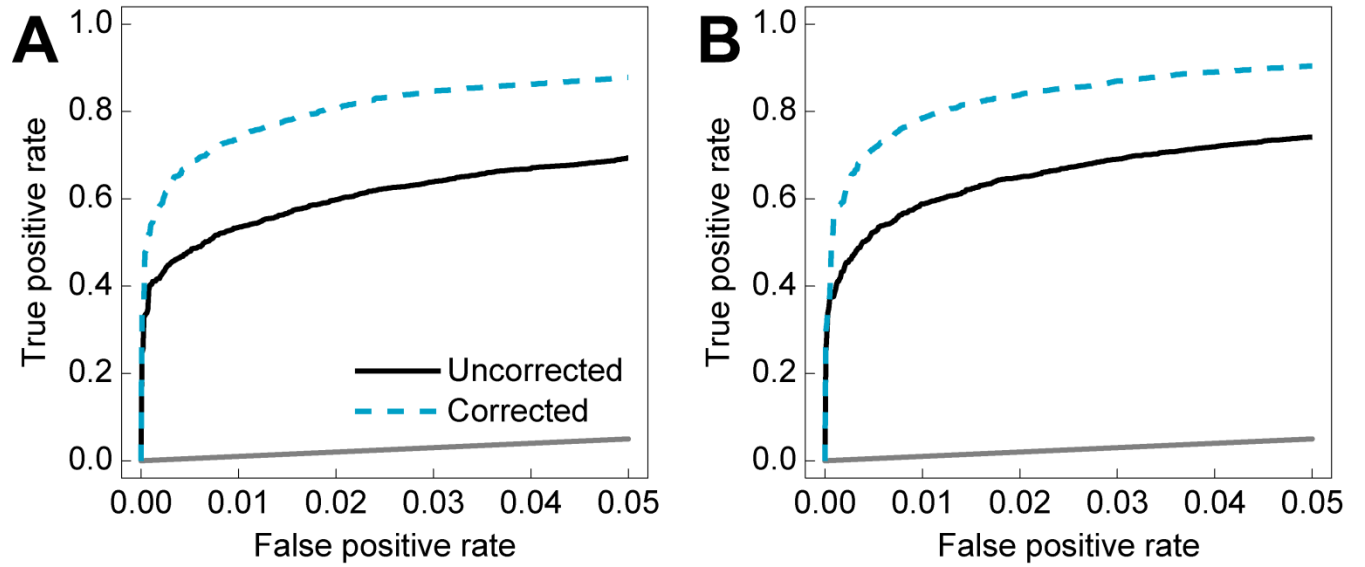 A
True positive rate
1.0
0.8
0.6
0.4
0.2
0.0
Uncorrected
Corrected
0.00 0.01 0.02 0.03 0.04 0.05
False positive rate
B
True positive rate
1.0
0.8
0.6
0.4
0.2
0.0
0.00 0.01 0.02 0.03 0.04 0.05
False positive rate